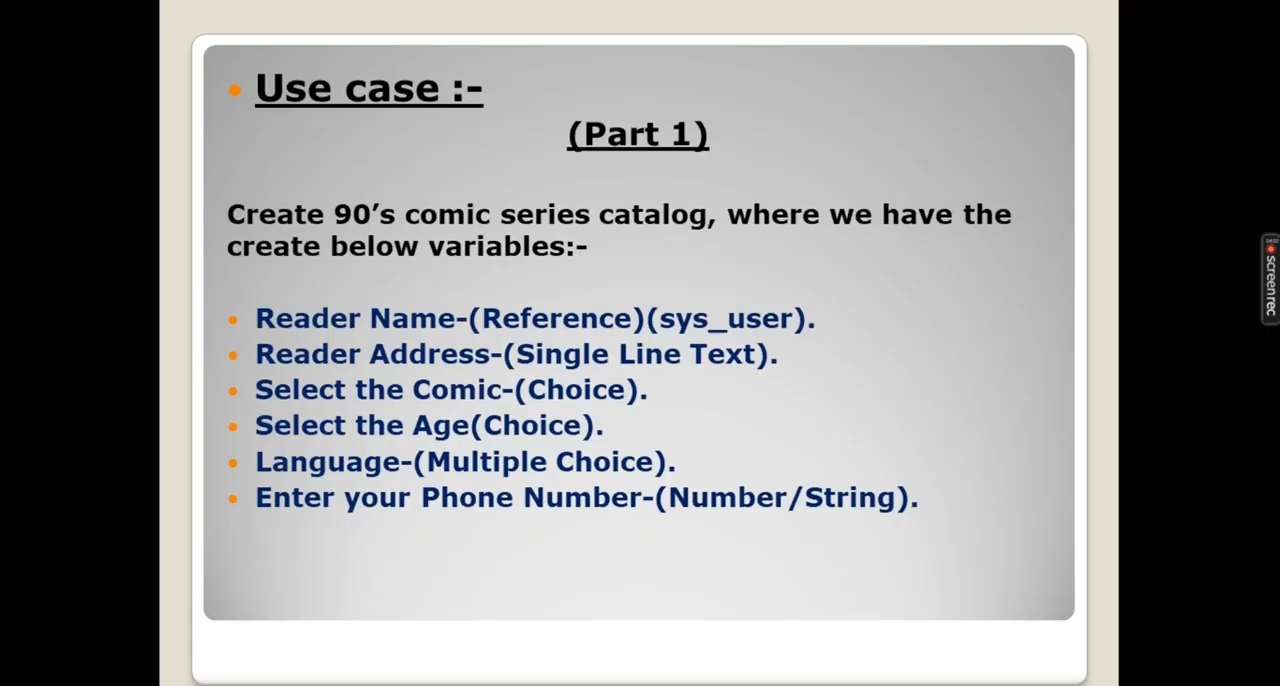 Use case :-
(Part 1)
Create 90’s comic series catalog, where we have the
create below variables:-
Reader Name-(Reference)(sys_user).
Reader Address-(Single Line Text).
Select the Comic-(Choice).
Select the Age(Choice).
Language-(Multiple Choice).
Enter your Phone Number-(Number/String).
screenrec